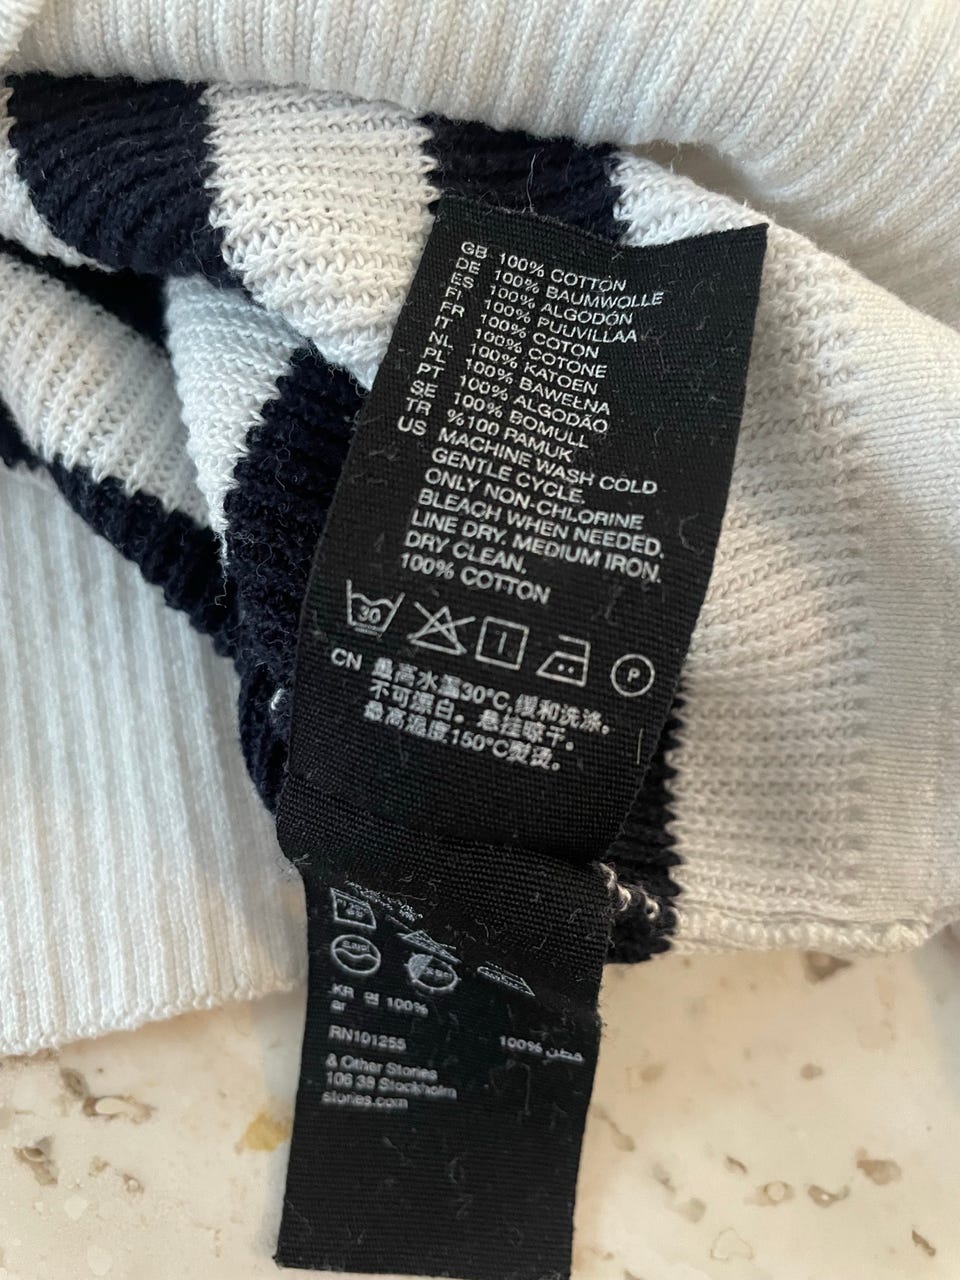 GB 100% COTTON
DE 100% BAUMWOLLE
ES 100% ALGODÓN
FI 100% PUUVILLAA
FR 100% COTON
IT 100% COTONE
NL 100% KATOEN
PL 100% BAWEŁNA
PT 100% ALGODÃO
SE 100% BOMULL
TR %100 PAMUK
US MACHINE WASH COLD
GENTLE CYCLE.
ONLY NON-CHLORINE
BLEACH WHEN NEEDED.
LINE DRY. MEDIUM IRON.
DRY CLEAN.
100% COTTON
30
P
CN 最高水温30°C,缓和洗涤。
不可漂白。悬挂晾干。
最高温度150°C熨烫。
KR 면 100%
ar
100% قطن
RN101255
& Other Stories
106 38 Stockholm
stories.com